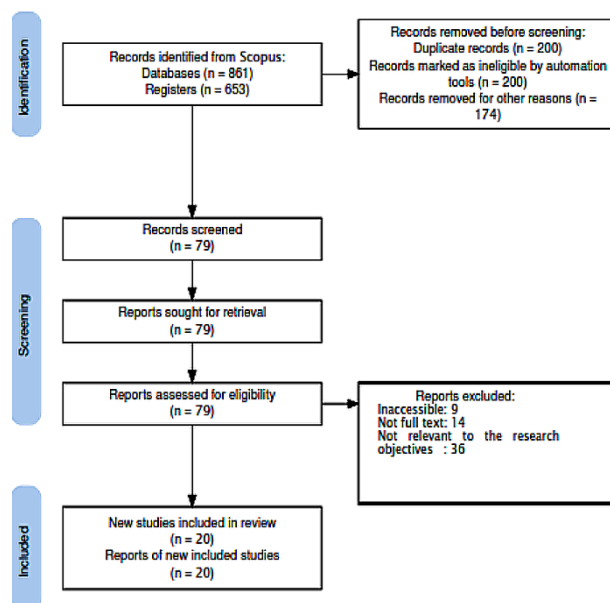 Identification
Records identified from Scopus:
Databases (n = 861)
Registers (n = 653)
Records removed before screening:
Duplicate records (n = 200)
Records marked as ineligible by automation
tools (n = 200)
Records removed for other reasons (n =
174)
Screening
Records screened
(n = 79)
Reports sought for retrieval
(n = 79)
Reports assessed for eligibility
(n = 79)
Reports excluded:
Inaccessible: 9
Not full text: 14
Not relevant to the research
objectives : 36
Included
New studies included in review
(n = 20)
Reports of new included studies
(n = 20)